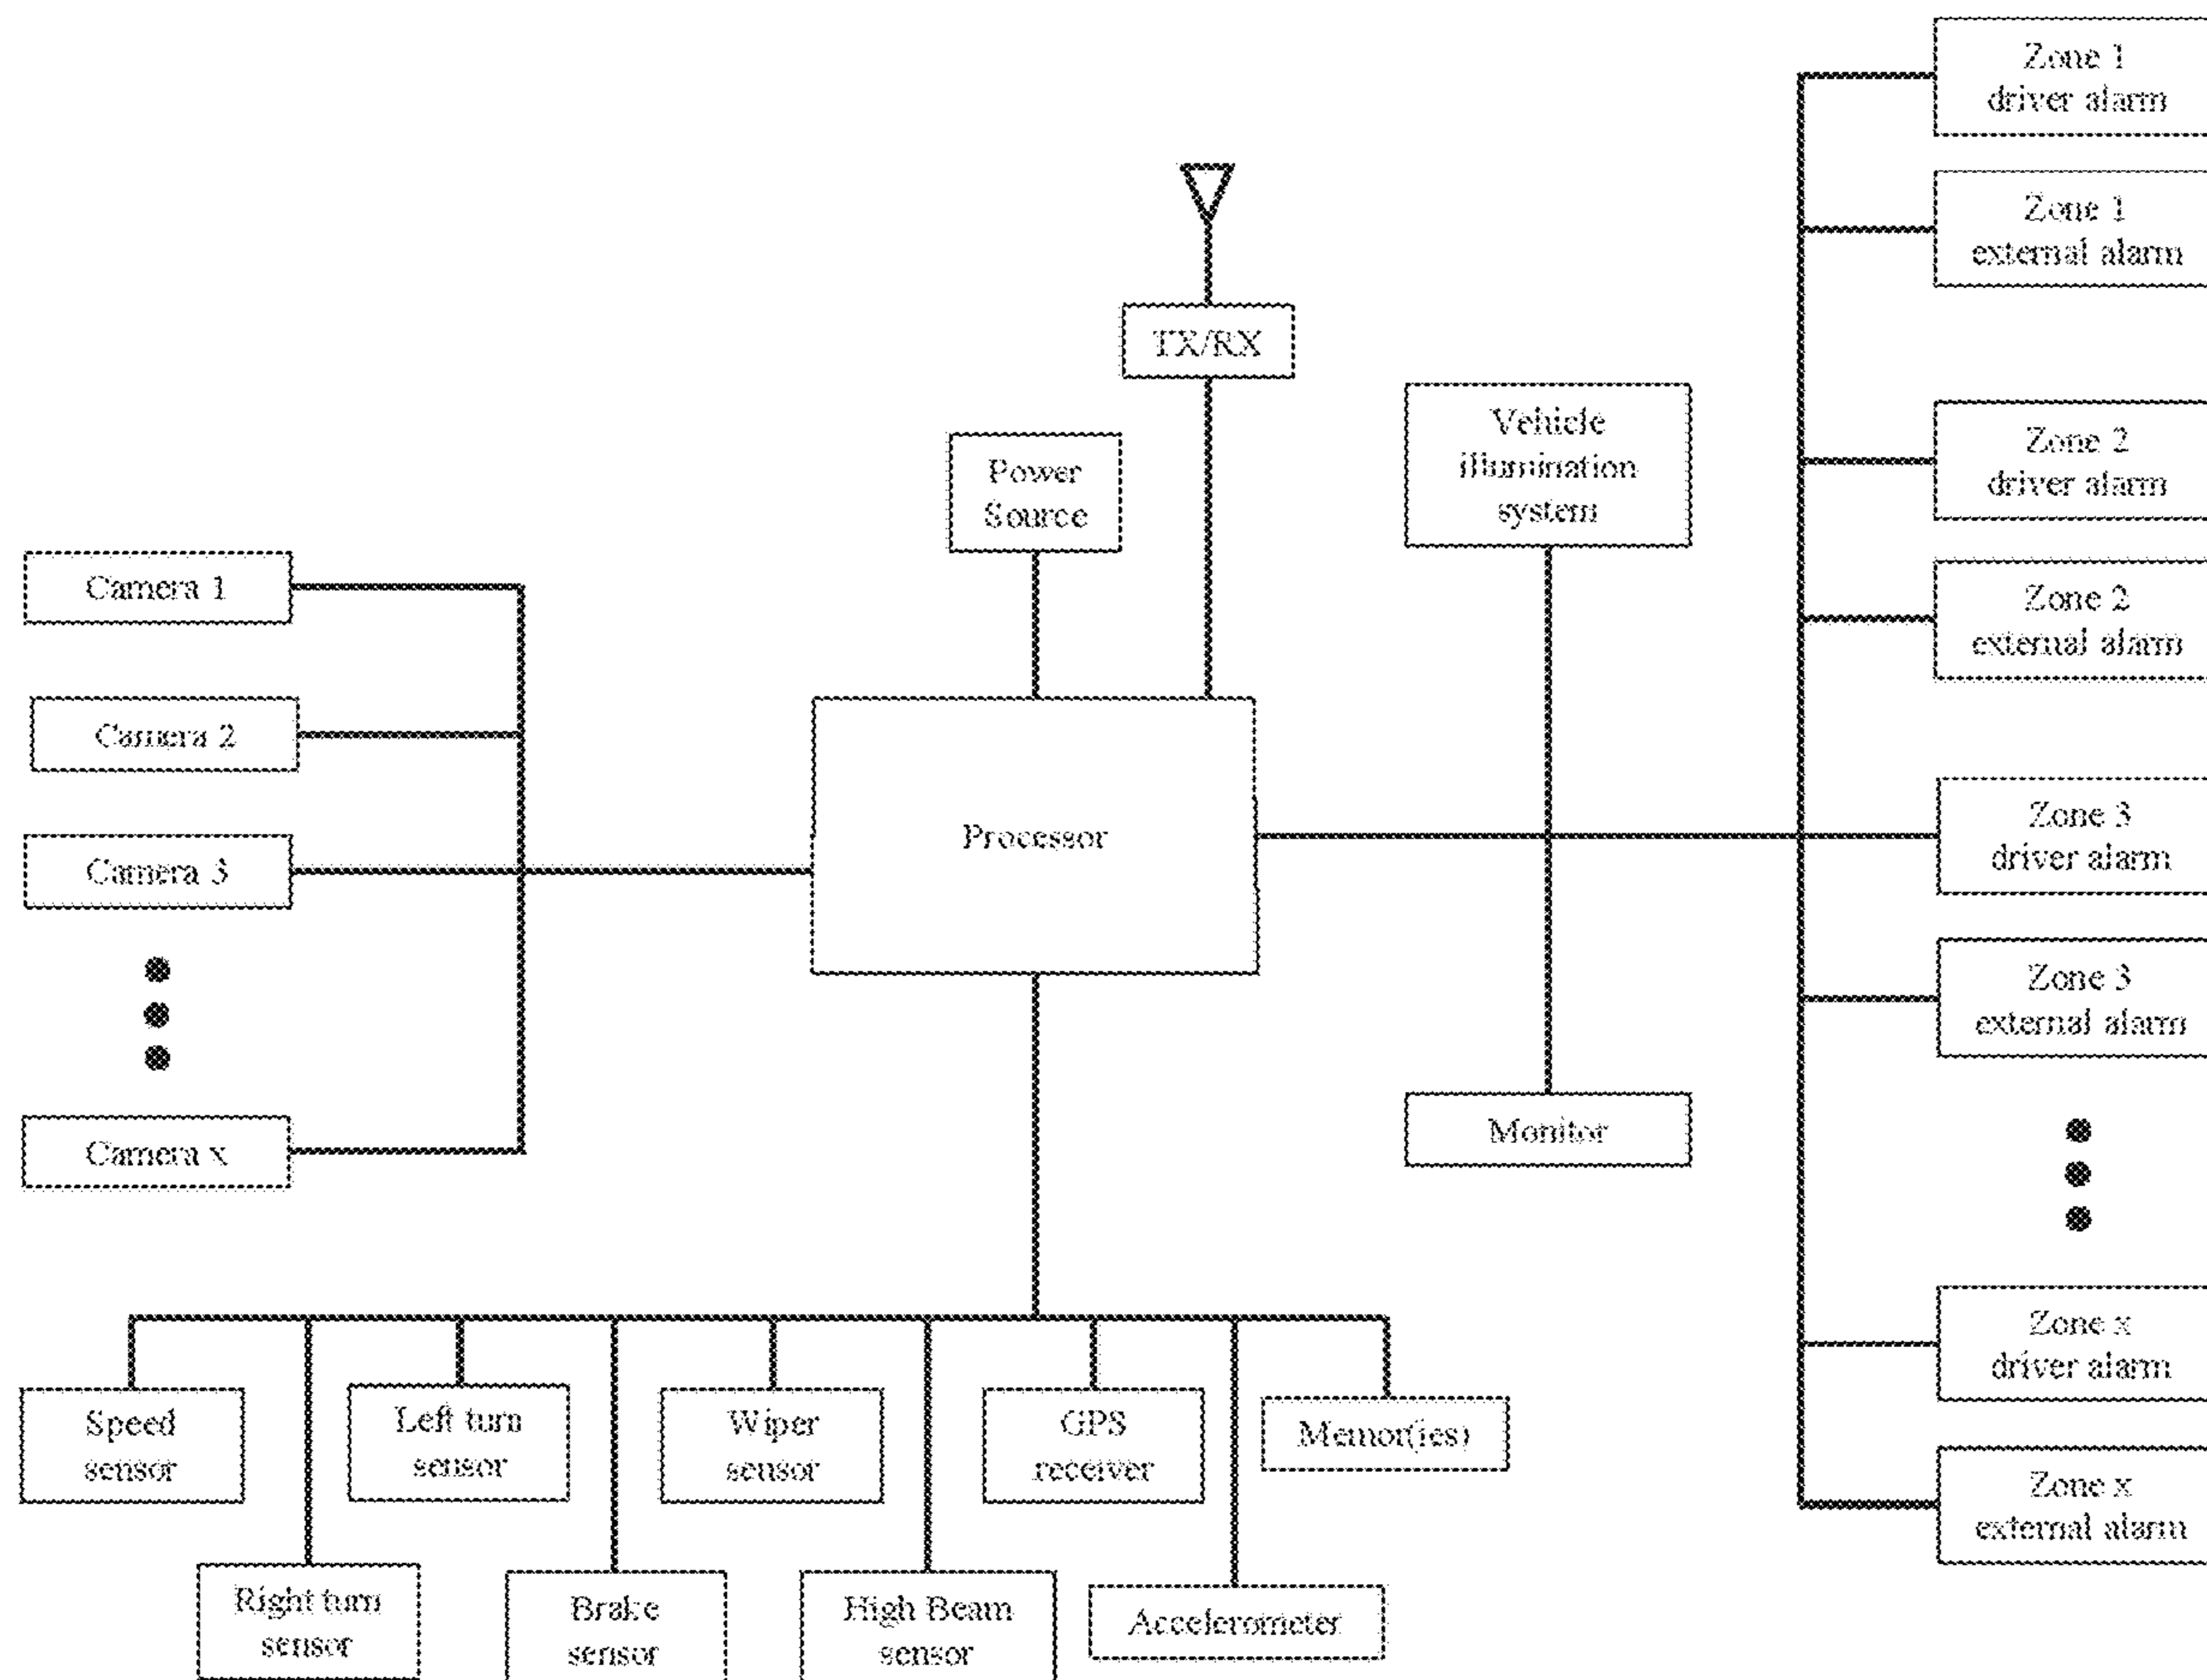 Zone 1
driver alarm
Zone 1
external alarm
TX/RX
Vehicle
illumination
system
Zone 2
driver alarm
Power
Source
Camera 1
Zone 2
external alarm
Camera 2
Camera 3
Processor
Zone 3
driver alarm
Zone 3
external alarm
Camera x
Monitor
Zone x
driver alarm
Speed
sensor
Left turn
sensor
Wiper
sensor
GPS
receiver
Memor(ies)
Zone x
external alarm
Right turn
sensor
Brake
sensor
High Beam
sensor
Accelerometer